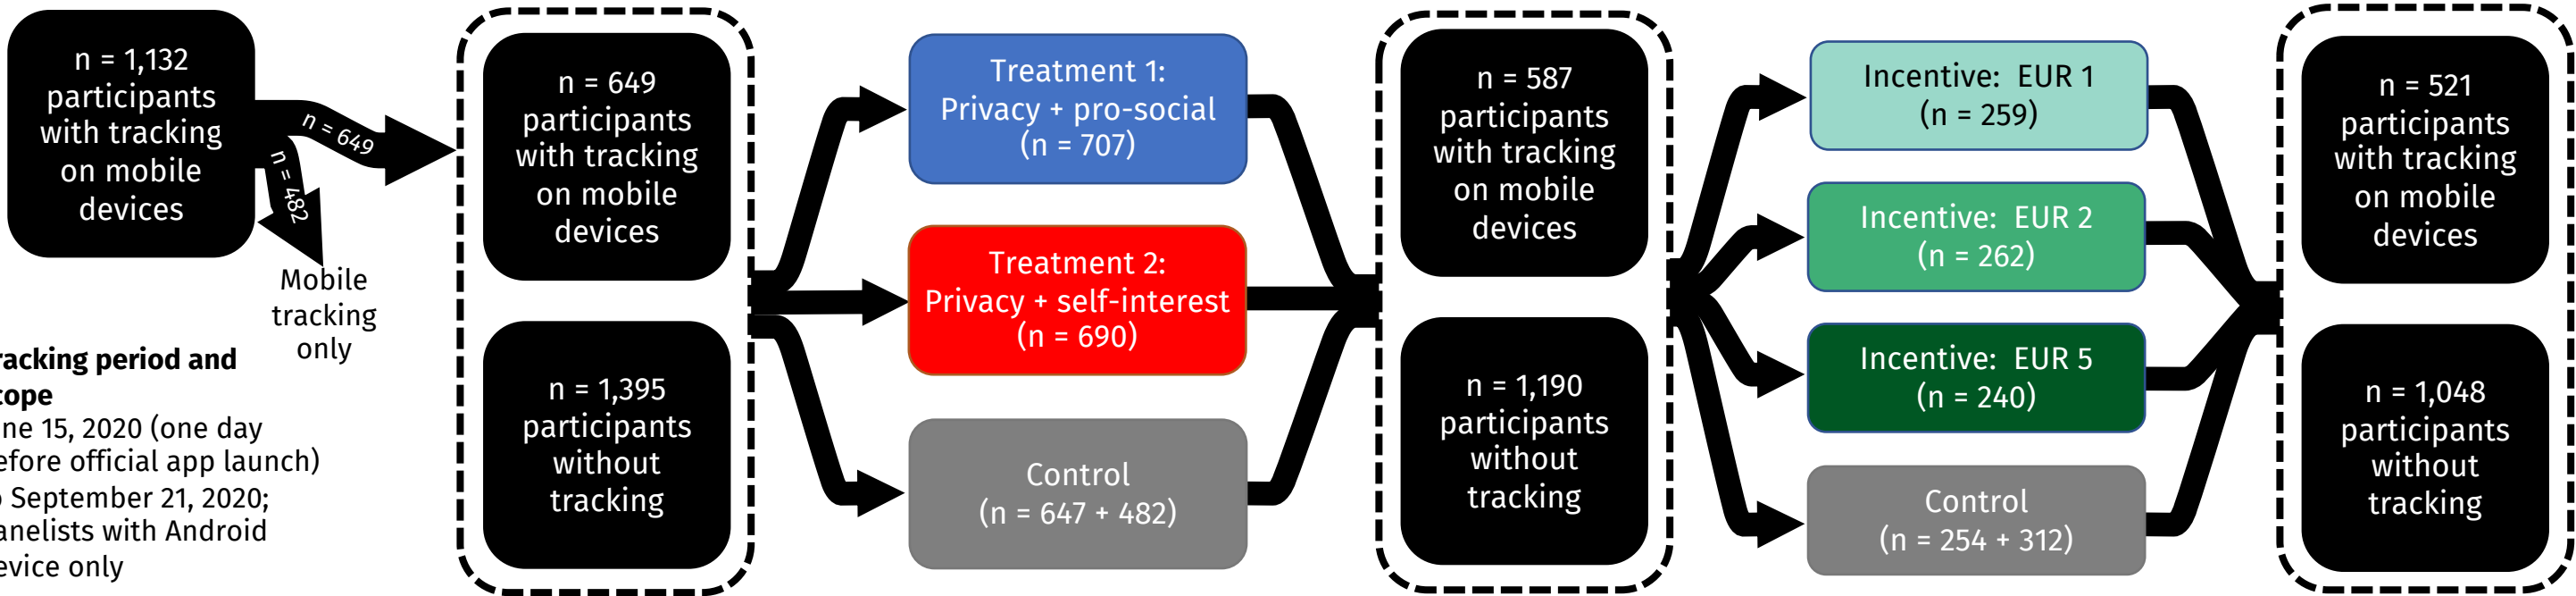 n = 1,132
participants
with tracking
on mobile
devices
n = 649
n = 482
Mobile
tracking
only
racking period and
cope
une 15, 2020 (one day
efore official app launch)
o September 21, 2020;
anelists with Android
evice only
n = 649
participants
with tracking
on mobile
devices
n = 1,395
participants
without
tracking
Treatment 1:
Privacy + pro-social
(n = 707)
Treatment 2:
Privacy + self-interest
(n = 690)
Control
(n = 647 + 482)
n = 587
participants
with tracking
on mobile
devices
n = 1,190
participants
without
tracking
Incentive: EUR 1
(n = 259)
Incentive: EUR 2
(n = 262)
Incentive: EUR 5
(n = 240)
Control
(n = 254 + 312)
n = 521
participants
with tracking
on mobile
devices
n = 1,048
participants
without
tracking